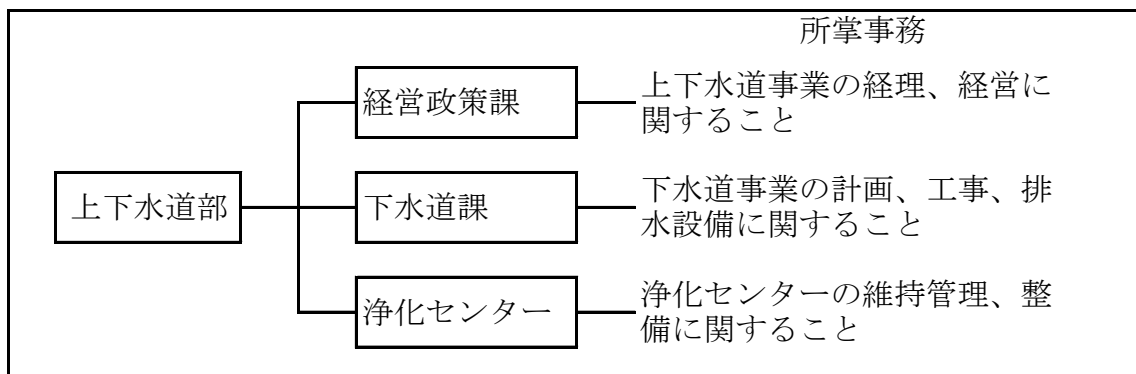 所掌事務
経営政策課
上下水道事業の経理、経営に
関すること
上下水道部
下水道課
下水道事業の計画、工事、排
水設備に関すること
浄化センター
浄化センターの維持管理、整
備に関すること